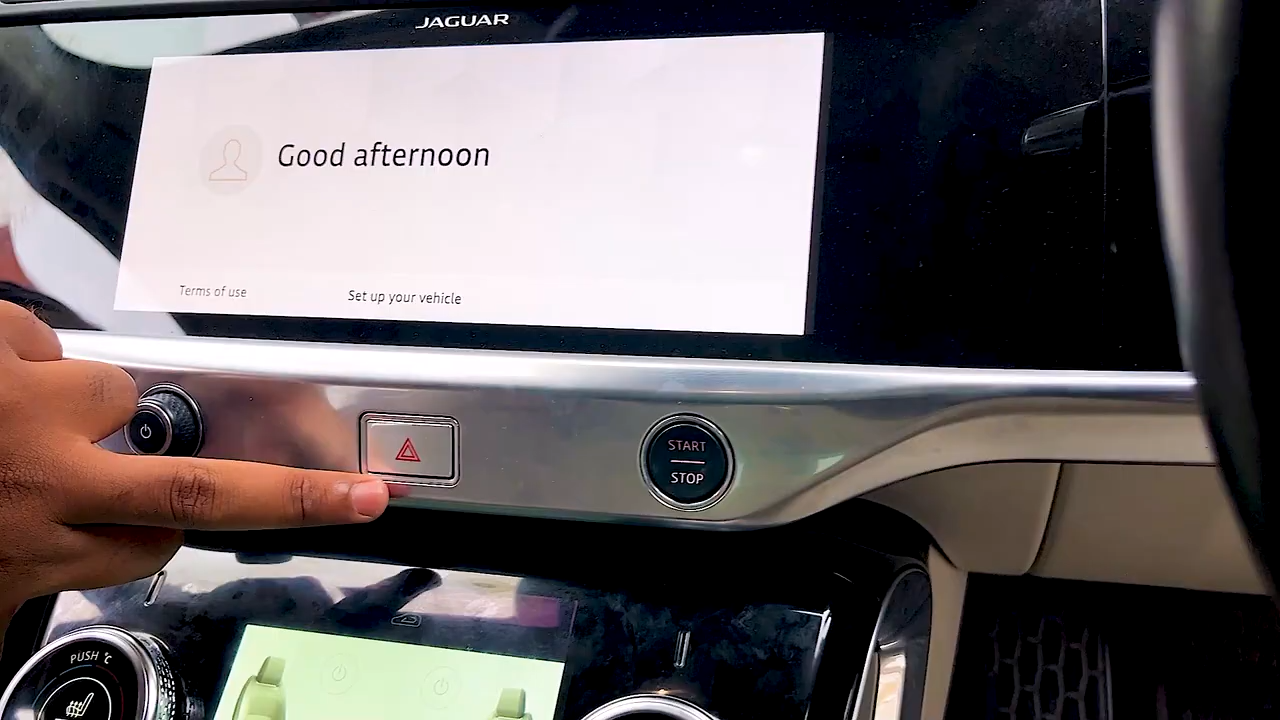 JAGUAR
Good afternoon
Terms of use
Set up your vehicle
START
STOP
PUSH °C